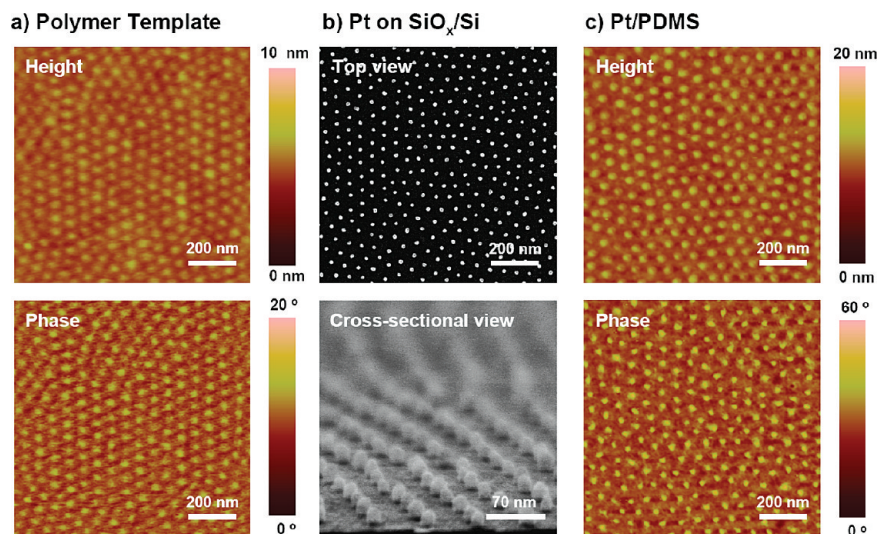 a) Polymer Template
b) Pt on SiOₓ/Si
c) Pt/PDMS
Height
10 nm
0 nm
200 nm
Top view
200 nm
Height
20 nm
0 nm
200 nm
Phase
20 °
0 °
200 nm
Cross-sectional view
70 nm
Phase
60 °
0 °
200 nm